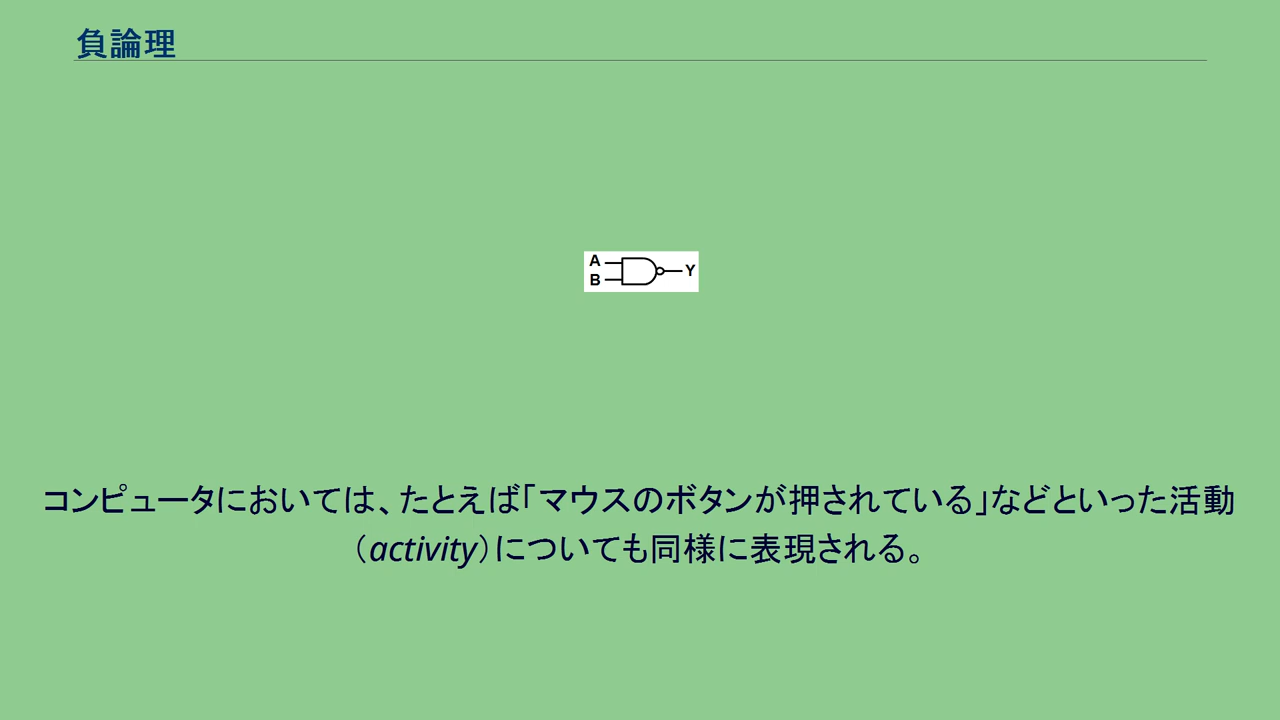 負論理
A
B
Y
コンピュータにおいては、たとえば「マウスのボタンが押されている」などといった活動
（activity）についても同様に表現される。